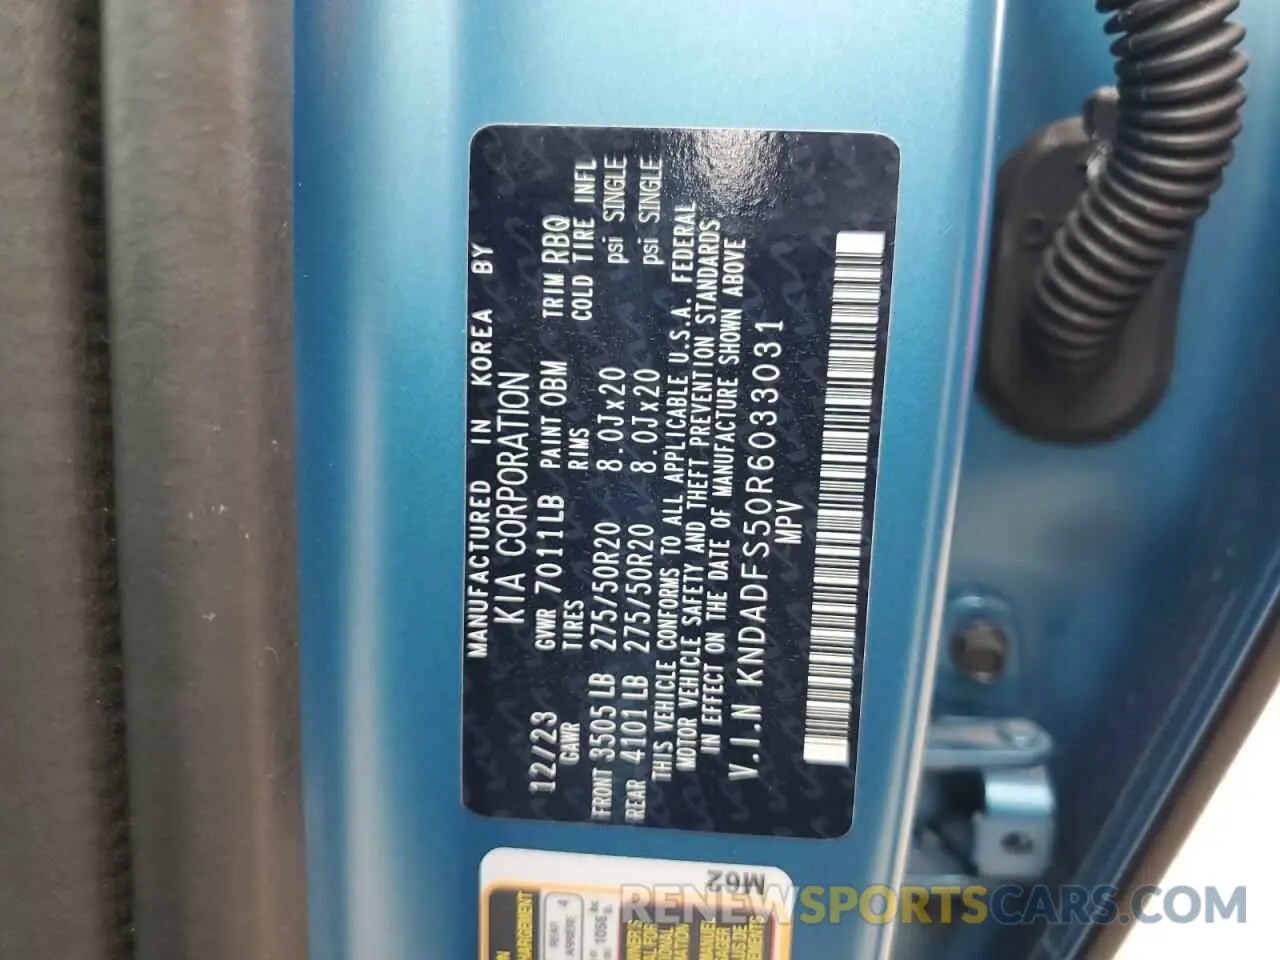 MANUFACTURED IN KOREA BY
KIA CORPORATION
12/23 GVWR 7011LB PAINT OBM TRIM RBQ
GAWR TIRES RIMS COLD TIRE INFL
FRONT 3505LB 275/50R20 8.0Jx20 psi SINGLE
REAR 4101LB 275/50R20 8.0Jx20 psi SINGLE
THIS VEHICLE CONFORMS TO ALL APPLICABLE U.S.A. FEDERAL
MOTOR VEHICLE SAFETY AND THEFT PREVENTION STANDARDS
IN EFFECT ON THE DATE OF MANUFACTURE SHOWN ABOVE
V.I.N KNDADFS50R6033031
MPV
M62
RENEWSPORTSCARS.COM